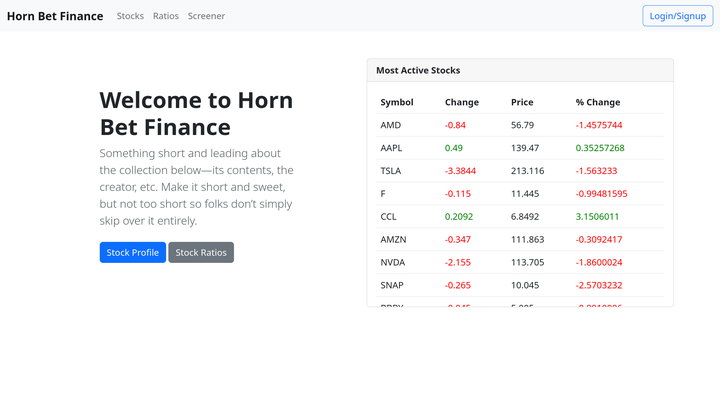 Horn Bet Finance Stocks Ratios Screener Login/Signup
Welcome to Horn
Bet Finance
Something short and leading about
the collection below—its contents, the
creator, etc. Make it short and sweet,
but not too short so folks don't simply
skip over it entirely.
Stock Profile Stock Ratios
Most Active Stocks
Symbol Change Price % Change
AMD -0.84 56.79 -1.4575744
AAPL 0.49 139.47 0.35257268
TSLA -3.3844 213.116 -1.563233
F -0.115 11.445 -0.99481595
CCL 0.2092 6.8492 3.1506011
AMZN -0.347 111.863 -0.3092417
NVDA -2.155 113.705 -1.8600024
SNAP -0.265 10.045 -2.5703232